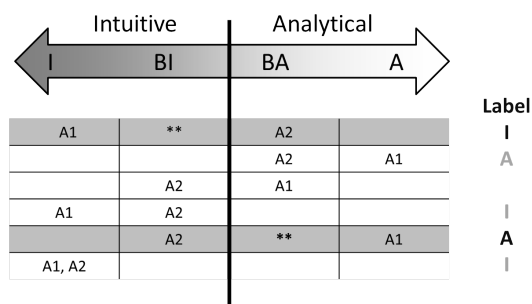 Intuitive Analytical
I BI BA A
Label
A1 ** A2 I
A2 A1 A
A2 A1
A1 A2 I
A2 ** A1 A
A1, A2 I